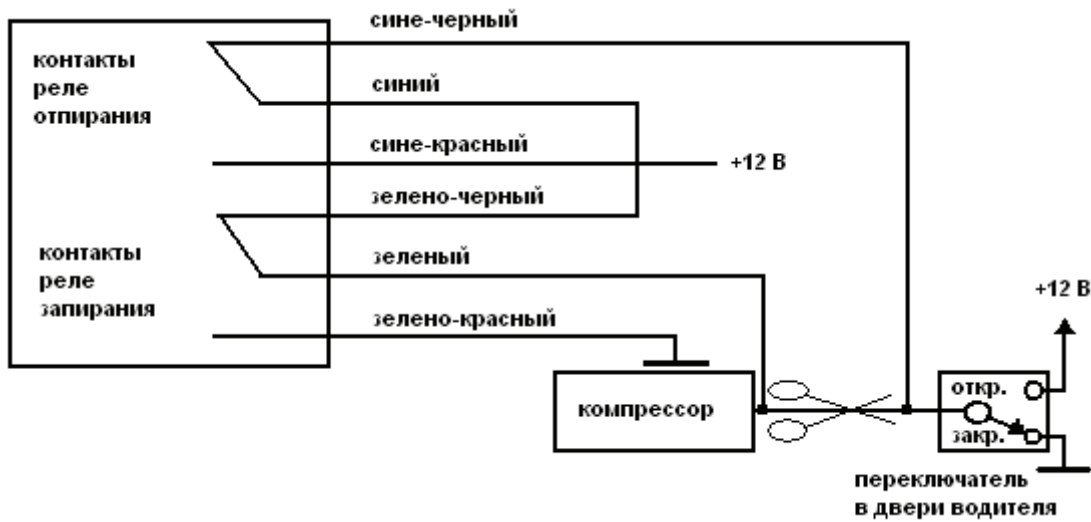 сине-черный
контакты
реле
отпирания
синий
сине-красный
+12 В
зелено-черный
контакты
реле
запирания
зеленый
+12 В
зелено-красный
компрессор
откр.
закр.
переключатель
в двери водителя